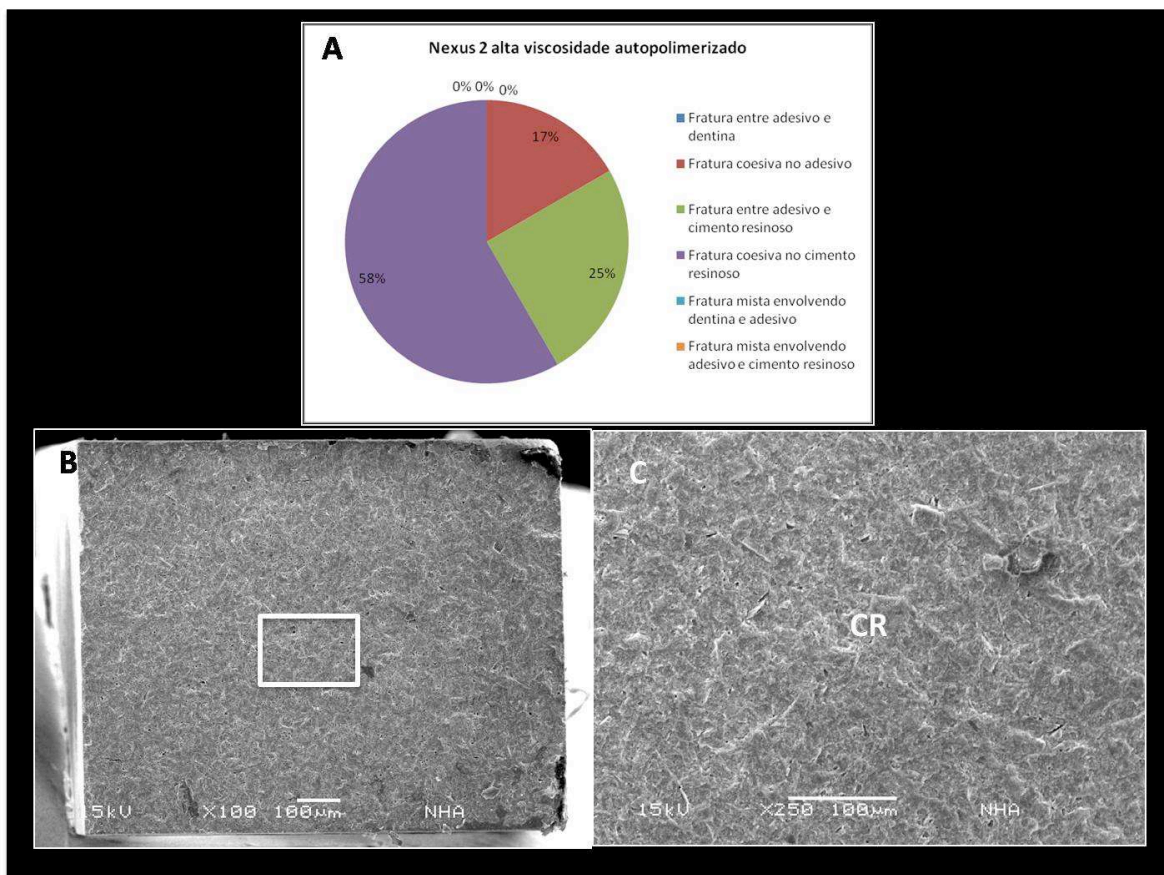 A
Nexus 2 alta viscosidade autopolimerizado
0% 0% 0%
17%
25%
58%
Fratura entre adesivo e
dentina
Fratura coesiva no adesivo
Fratura entre adesivo e
cimento resinoso
Fratura coesiva no cimento
resinoso
Fratura mista envolvendo
dentina e adesivo
Fratura mista envolvendo
adesivo e cimento resinoso
B
15kV X100 100µm NHA
C
CR
15kV X250 100µm NHA